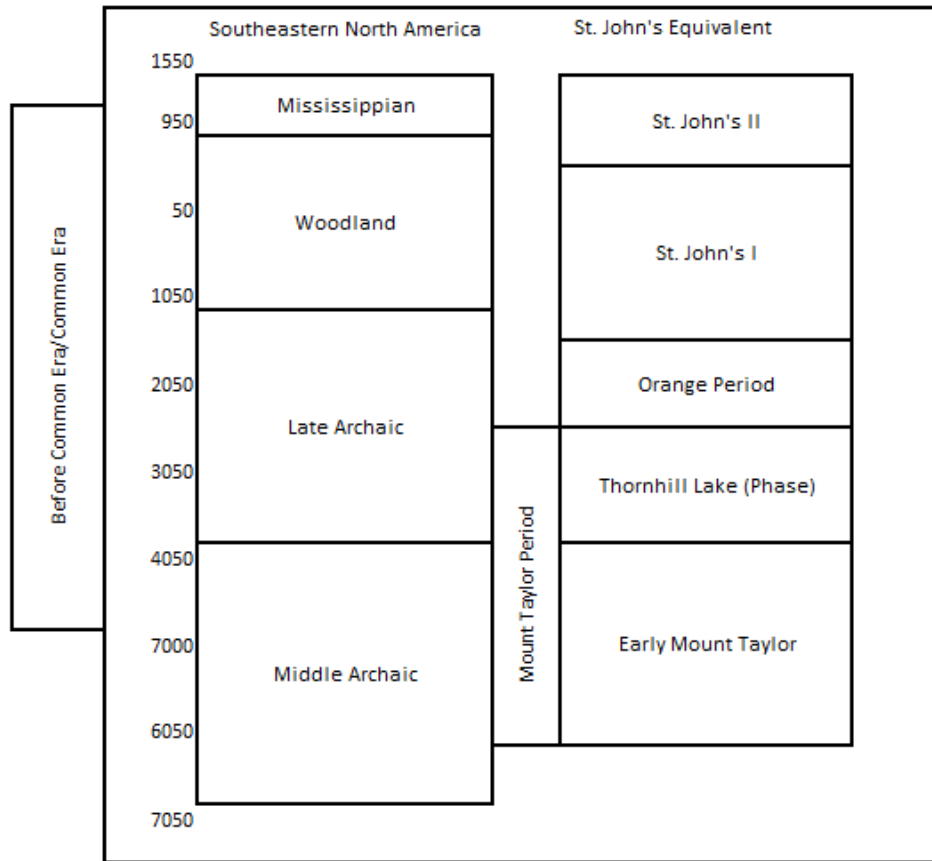 Southeastern North America
St. John's Equivalent
1550
950
50
1050
2050
3050
4050
7000
6050
7050
Before Common Era/Common Era
Mississippian
Woodland
Late Archaic
Middle Archaic
Mount Taylor Period
St. John's II
St. John's I
Orange Period
Thornhill Lake (Phase)
Early Mount Taylor